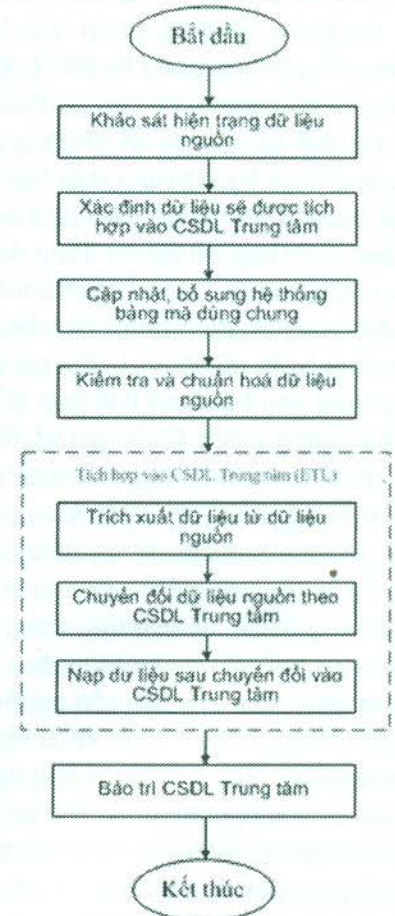 Bắt đầu
Khảo sát hiện trạng dữ liệu
nguồn
Xác định dữ liệu sẽ được tích
hợp vào CSDL Trung tâm
Cập nhật, bổ sung hệ thống
bảng mã dùng chung
Kiểm tra và chuẩn hoá dữ liệu
nguồn
Tích hợp vào CSDL Trung tâm (ETL)
Trích xuất dữ liệu từ dữ liệu
nguồn
Chuyển đổi dữ liệu nguồn theo
CSDL Trung tâm
Nạp dữ liệu sau chuyển đổi vào
CSDL Trung tâm
Bảo trì CSDL Trung tâm
Kết thúc